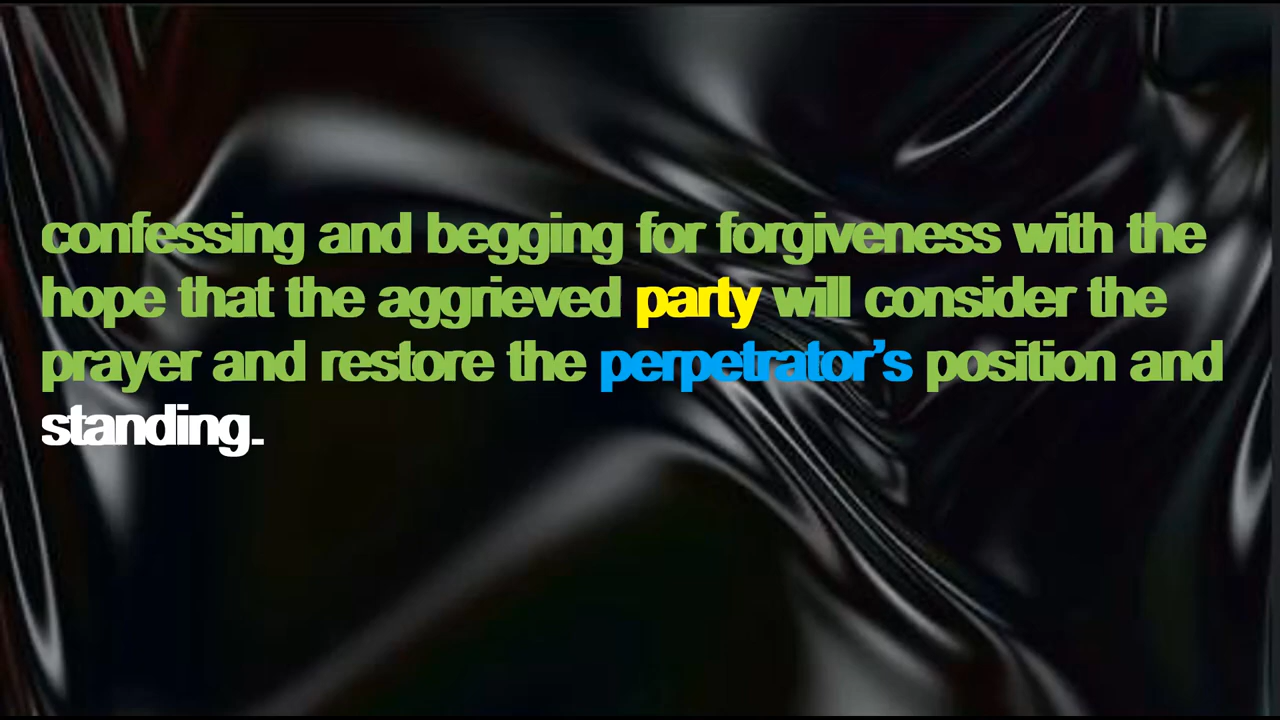 confessing and begging for forgiveness with the
hope that the aggrieved party will consider the
prayer and restore the perpetrator’s position and
standing.